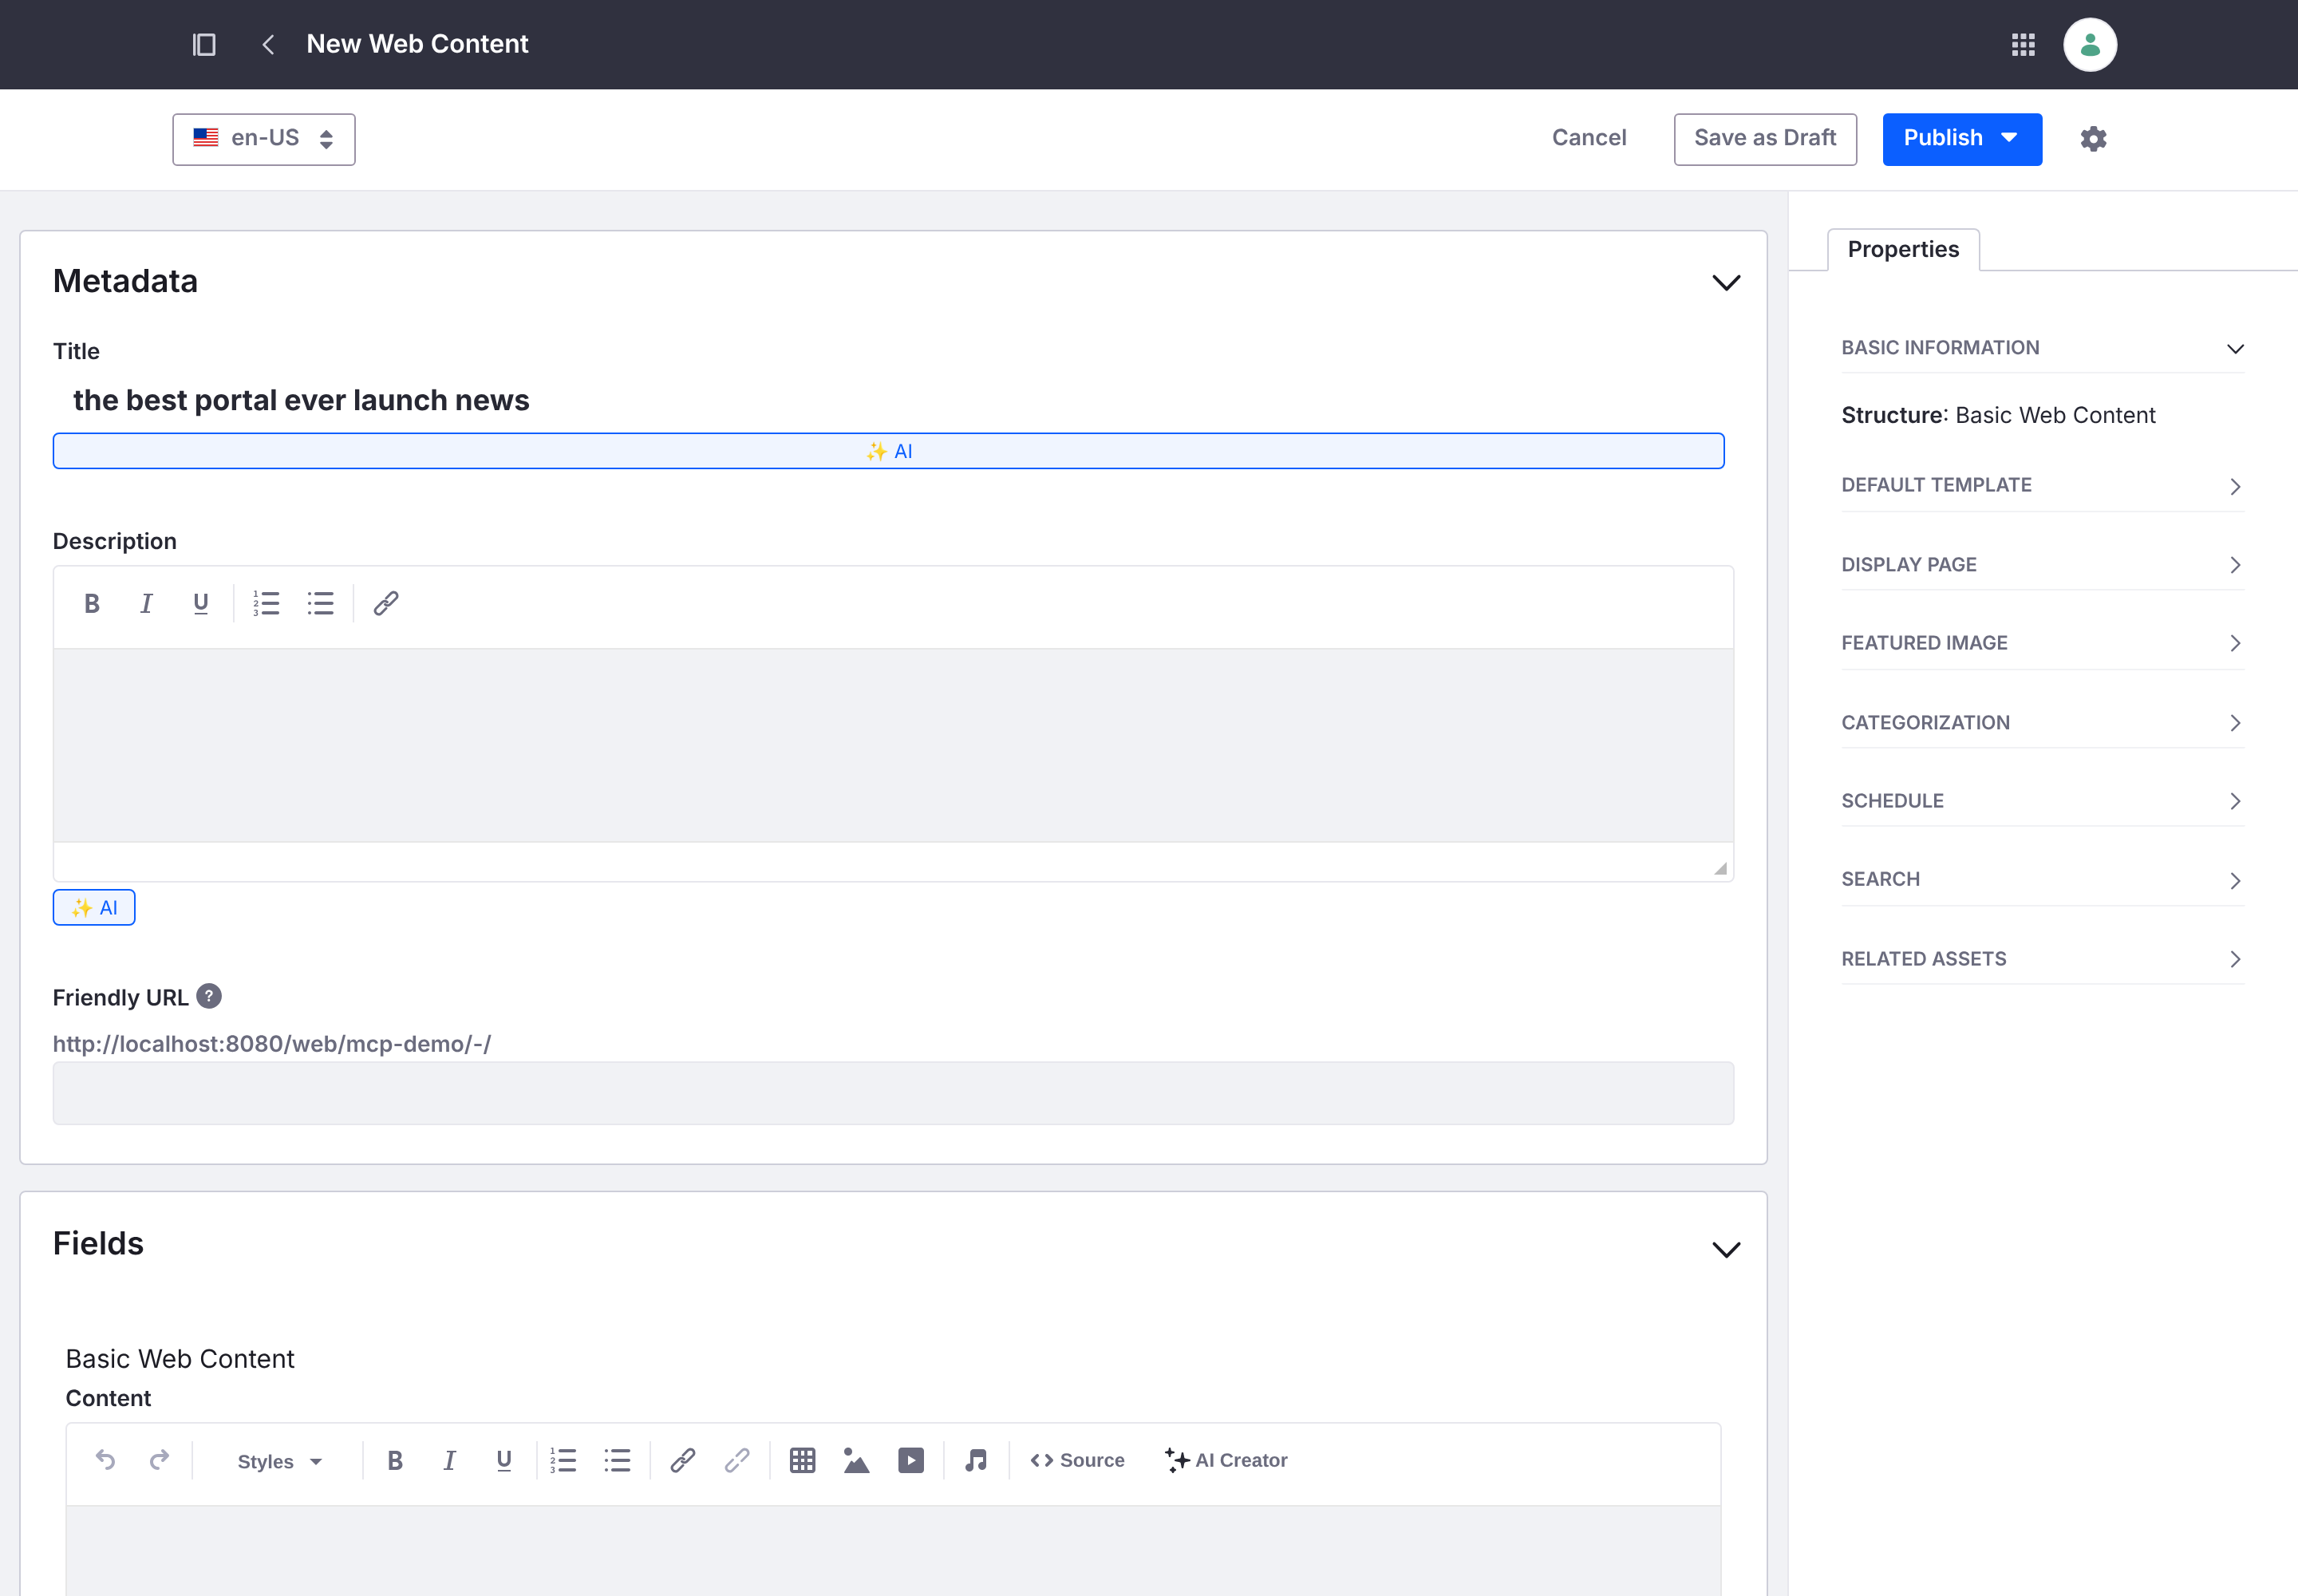 New Web Content
en-US
Cancel
Save as Draft
Publish
Metadata
Title
the best portal ever launch news
✨ AI
Description
B I U
✨ AI
Friendly URL ?
http://localhost:8080/web/mcp-demo/-/
Fields
Basic Web Content
Content
Styles B I U Source AI Creator
Properties
BASIC INFORMATION
Structure: Basic Web Content
DEFAULT TEMPLATE
DISPLAY PAGE
FEATURED IMAGE
CATEGORIZATION
SCHEDULE
SEARCH
RELATED ASSETS